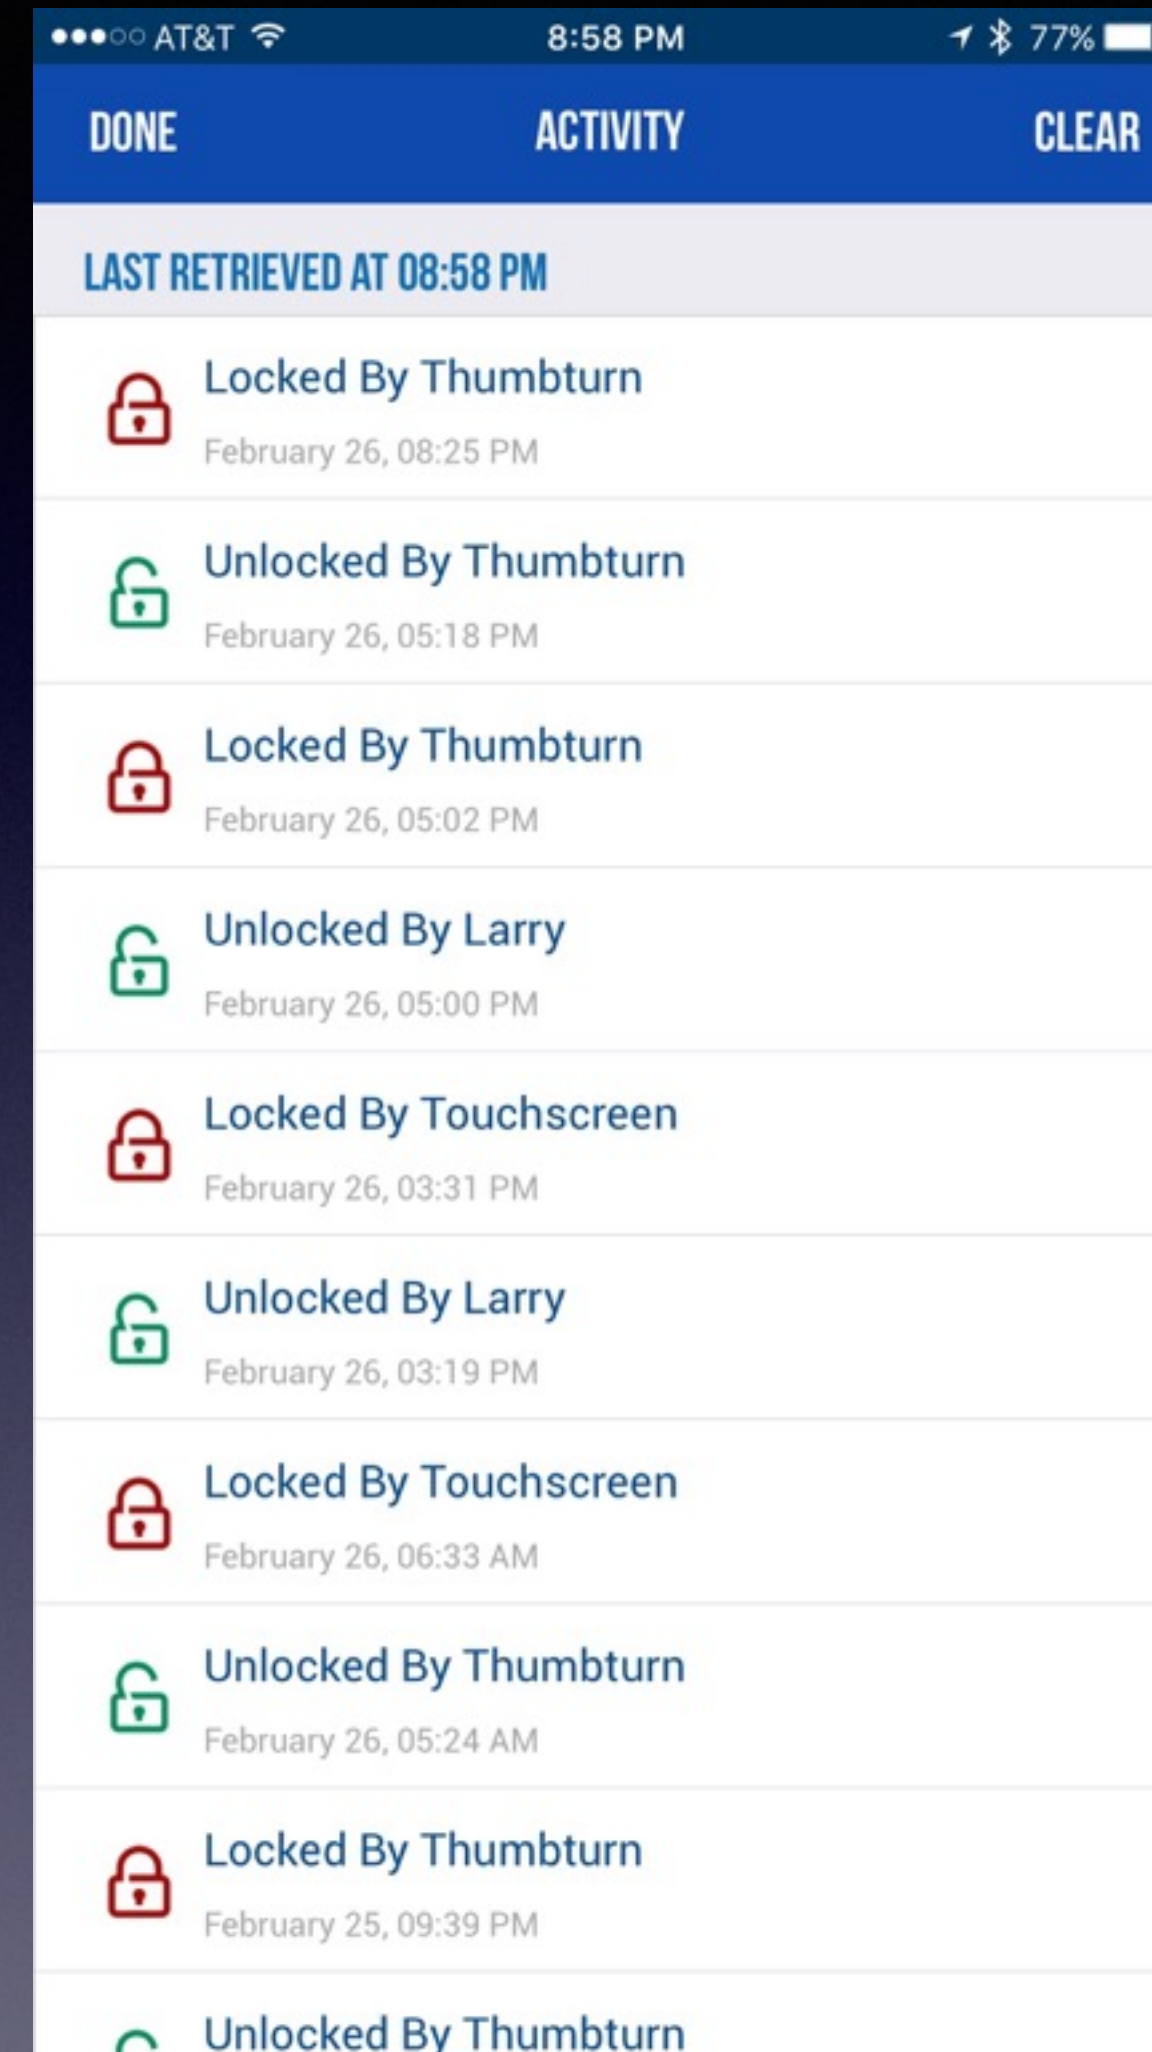 AT&T 8:58 PM 77%
DONE ACTIVITY CLEAR
LAST RETRIEVED AT 08:58 PM
Locked By Thumbturn
February 26, 08:25 PM
Unlocked By Thumbturn
February 26, 05:18 PM
Locked By Thumbturn
February 26, 05:02 PM
Unlocked By Larry
February 26, 05:00 PM
Locked By Touchscreen
February 26, 03:31 PM
Unlocked By Larry
February 26, 03:19 PM
Locked By Touchscreen
February 26, 06:33 AM
Unlocked By Thumbturn
February 26, 05:24 AM
Locked By Thumbturn
February 25, 09:39 PM
Unlocked By Thumbturn